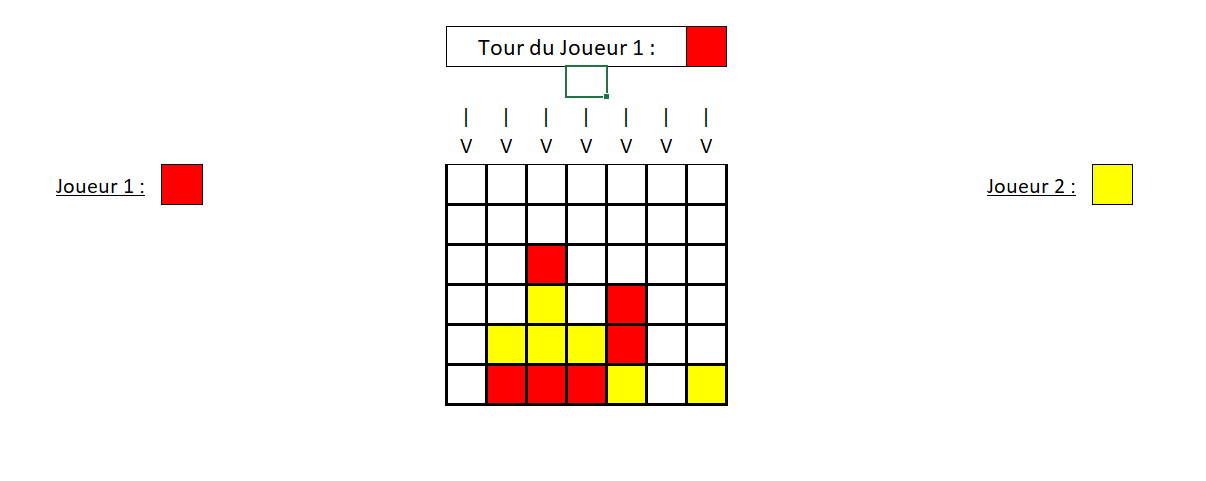 Tour du Joueur 1 :
| | | | | | |
V V V V V V V
Joueur 1 :
Joueur 2 :